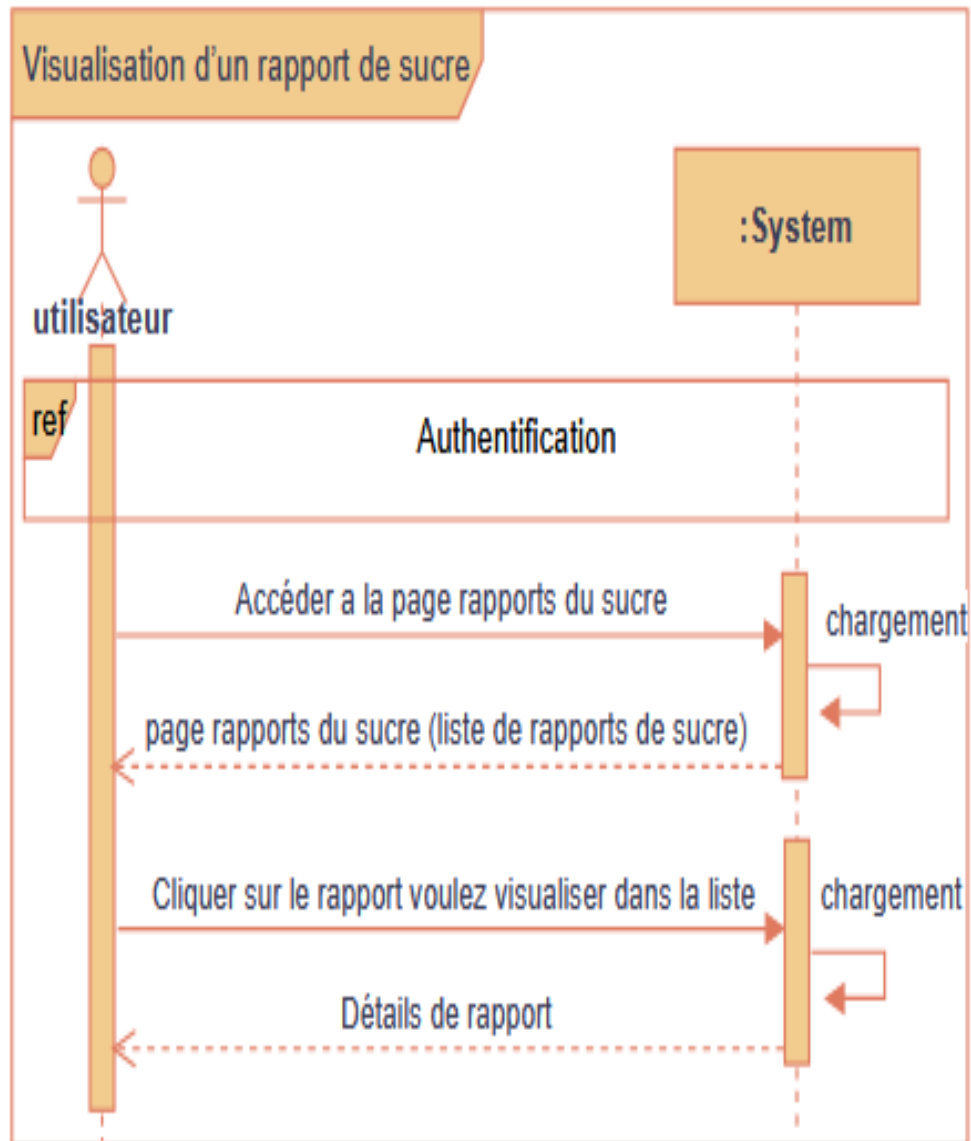 Visualisation d'un rapport de sucre
:System
utilisateur
ref
Authentification
Accéder a la page rapports du sucre
chargement
page rapports du sucre (liste de rapports de sucre)
Cliquer sur le rapport voulez visualiser dans la liste
chargement
Détails de rapport